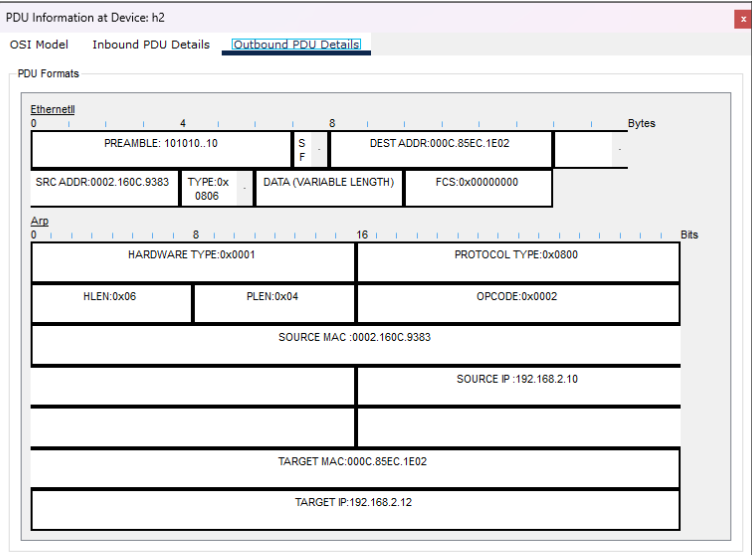 PDU Information at Device: h2
x
OSI Model Inbound PDU Details Outbound PDU Details
PDU Formats
EthernetII
0 4 8 Bytes
PREAMBLE: 101010..10 S F DEST ADDR:000C.85EC.1E02
SRC ADDR:0002.160C.9383 TYPE:0x 0806 DATA (VARIABLE LENGTH) FCS:0x00000000
Arp
0 8 16 Bits
HARDWARE TYPE:0x0001 PROTOCOL TYPE:0x0800
HLEN:0x06 PLEN:0x04 OPCODE:0x0002
SOURCE MAC :0002.160C.9383
SOURCE IP :192.168.2.10
TARGET MAC:000C.85EC.1E02
TARGET IP:192.168.2.12